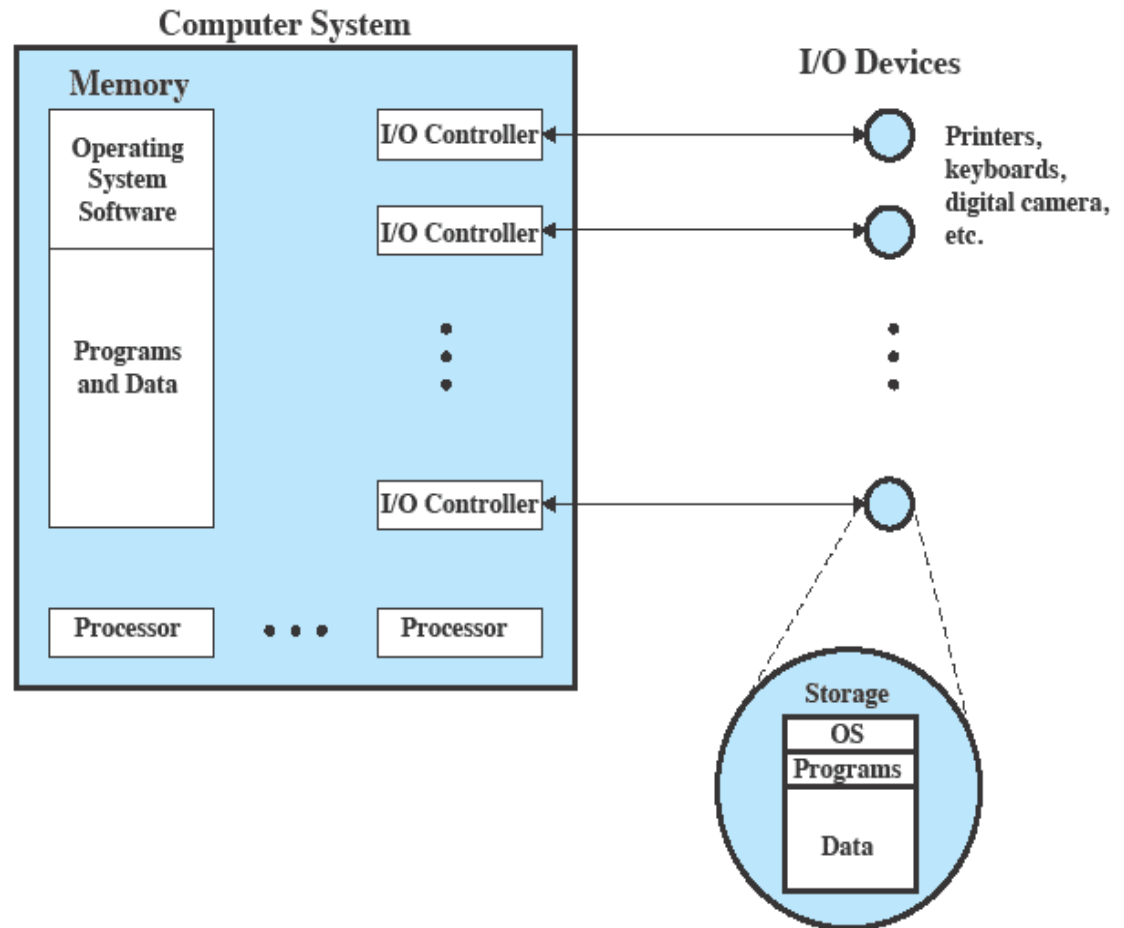 Computer System
Memory
Operating
System
Software
Programs
and Data
I/O Controller
I/O Controller
I/O Controller
Processor
Processor
I/O Devices
Printers,
keyboards,
digital camera,
etc.
Storage
OS
Programs
Data